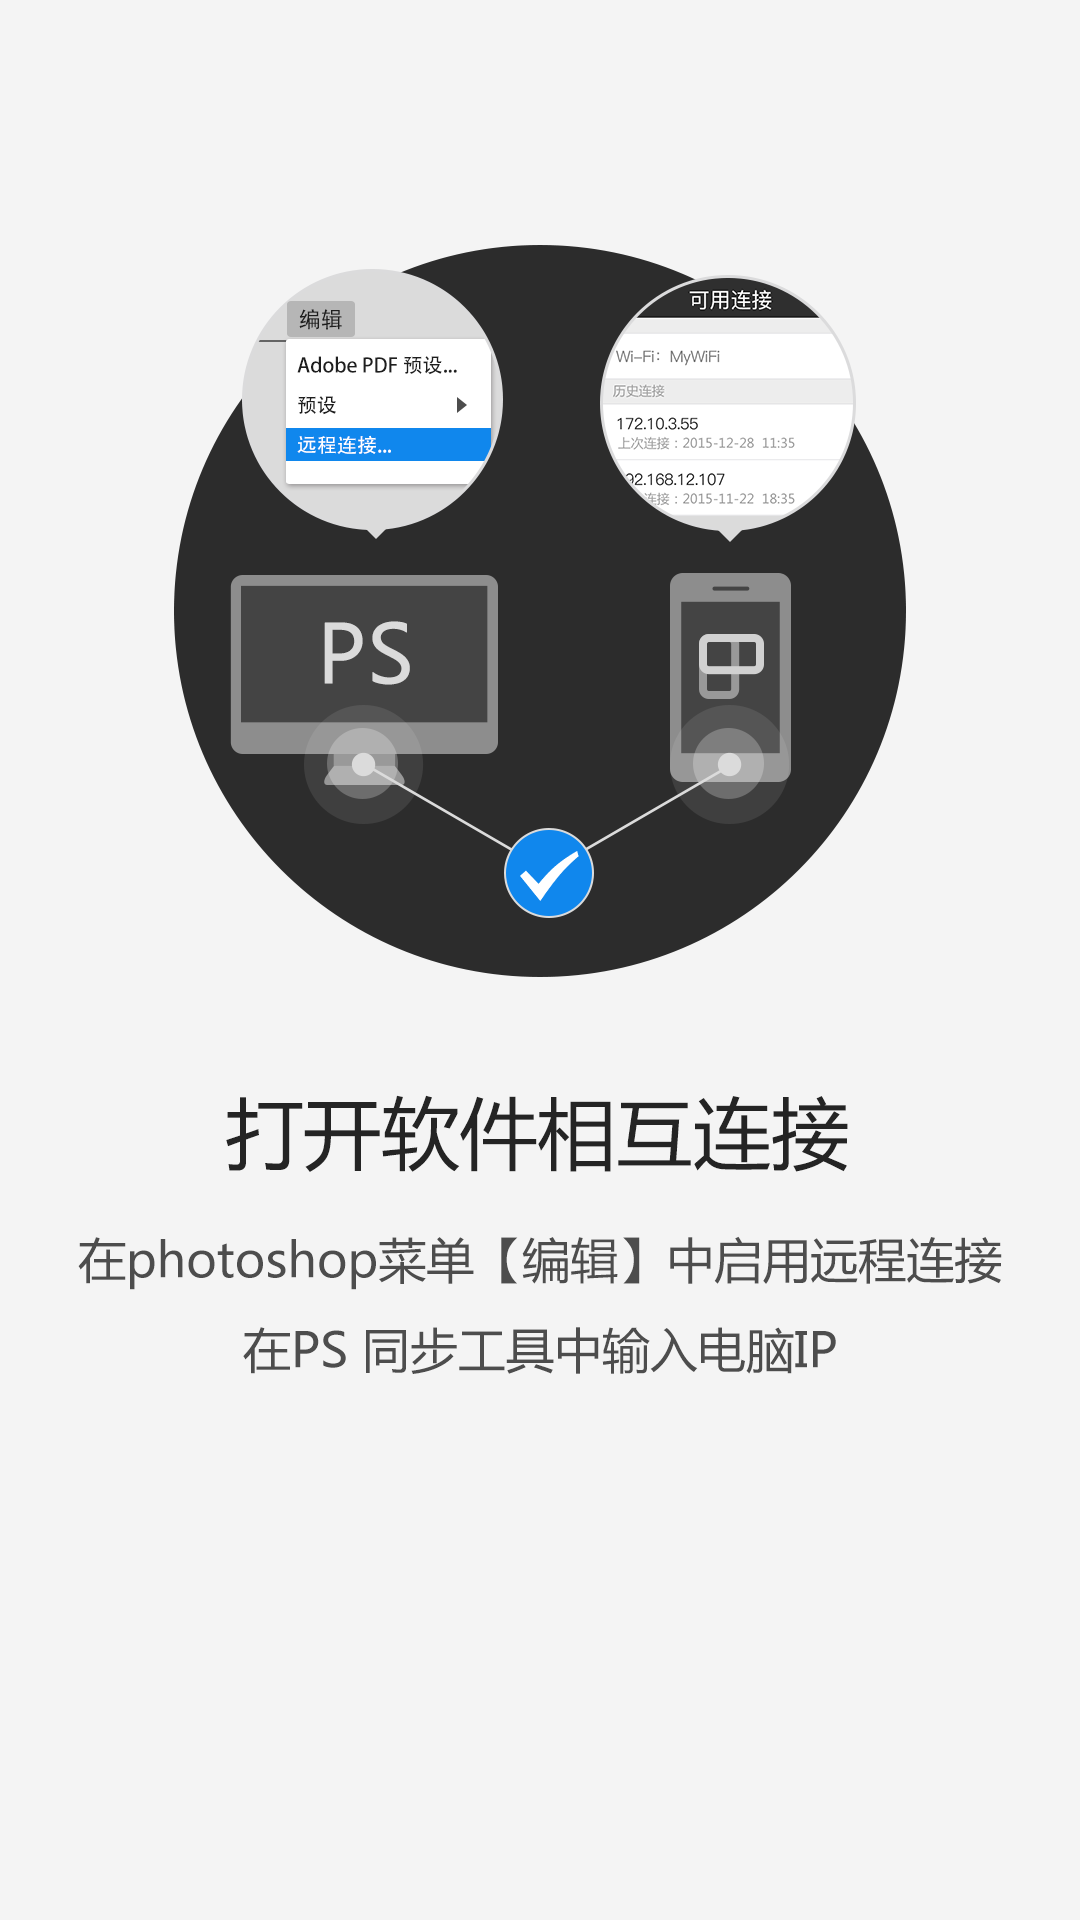 编辑
Adobe PDF 预设...
预设
远程连接...
可用连接
Wi-Fi: MyWiFi
历史连接
172.10.3.55
上次连接：2015-12-28 11:35
92.168.12.107
连接：2015-11-22 18:35
PS
打开软件相互连接
在photoshop菜单【编辑】中启用远程连接
在PS 同步工具中输入电脑IP